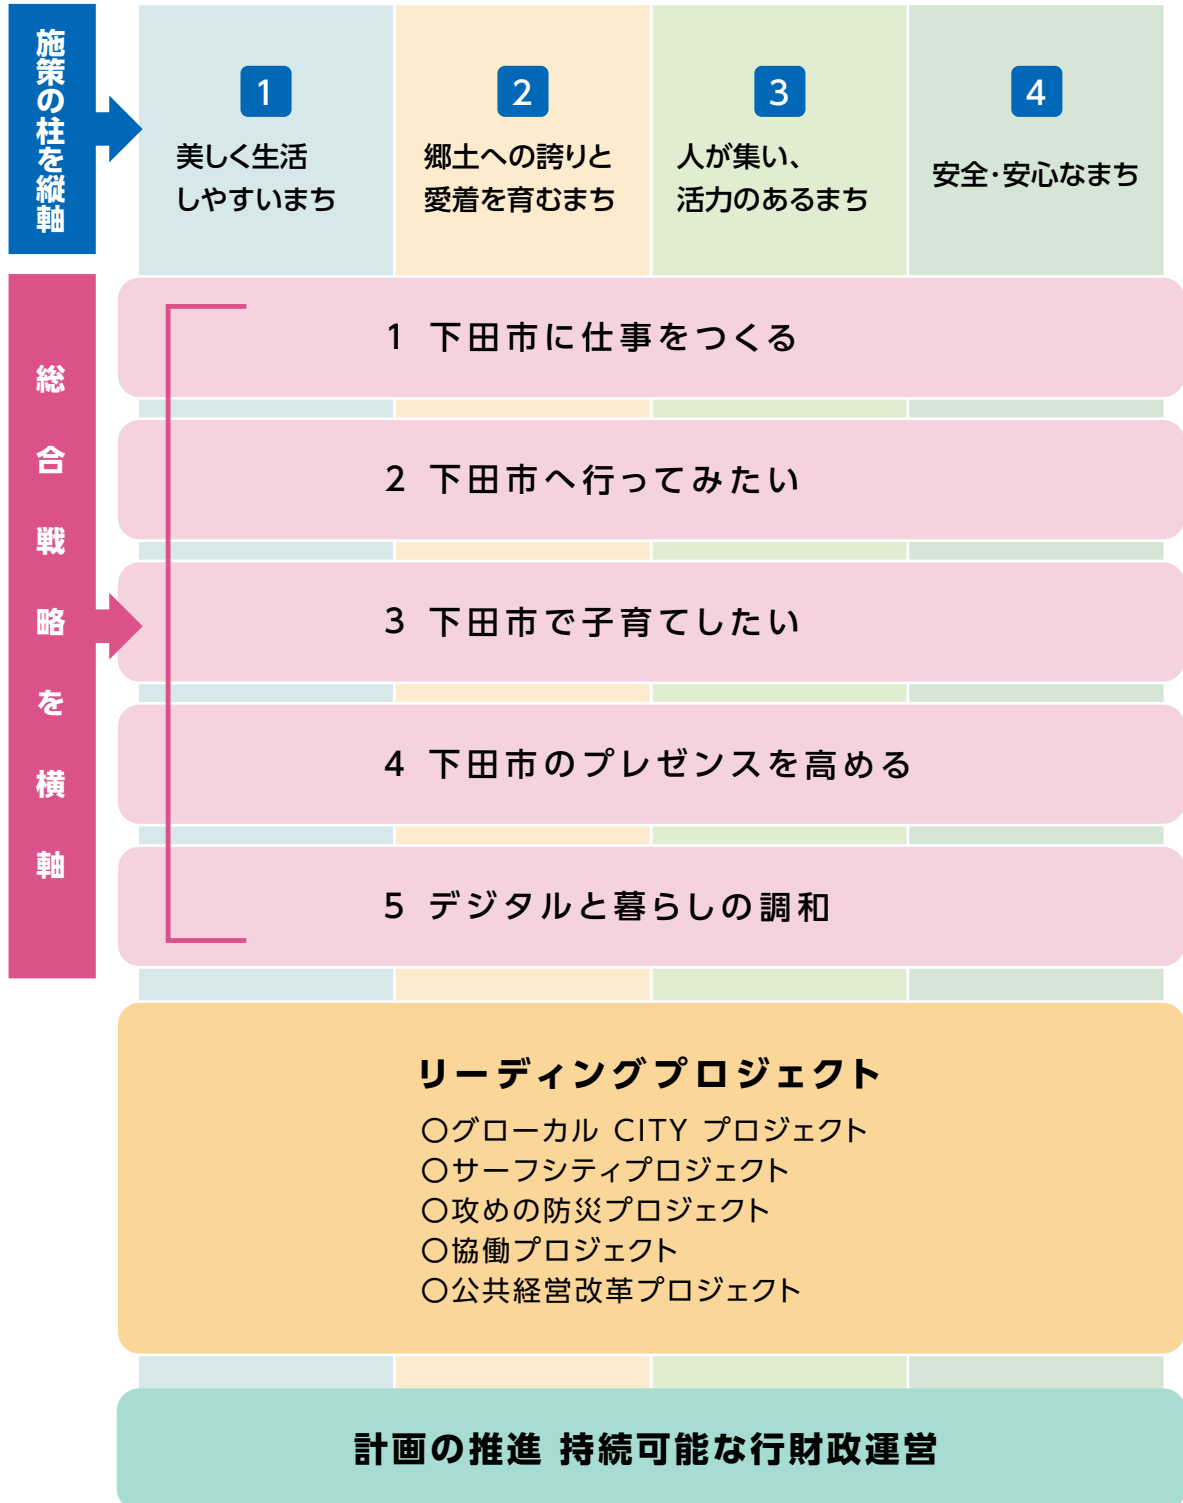 施策の柱を縦軸
1
美しく生活
しやすいまち
2
郷土への誇りと
愛着を育むまち
3
人が集い、
活力のあるまち
4
安全・安心なまち
総合戦略を横軸
1 下田市に仕事をつくる
2 下田市へ行ってみたい
3 下田市で子育てしたい
4 下田市のプレゼンスを高める
5 デジタルと暮らしの調和
リーディングプロジェクト
○グローカル CITY プロジェクト
○サーフシティプロジェクト
○攻めの防災プロジェクト
○協働プロジェクト
○公共経営改革プロジェクト
計画の推進 持続可能な行財政運営